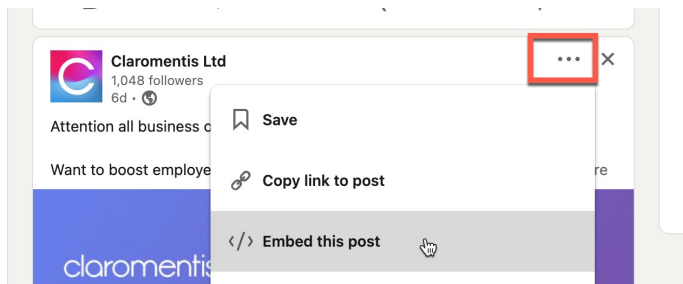 Claromentis Ltd
1,048 followers
6d •
Attention all business o
Save
Want to boost employe
re
Copy link to post
</> Embed this post
claromentis